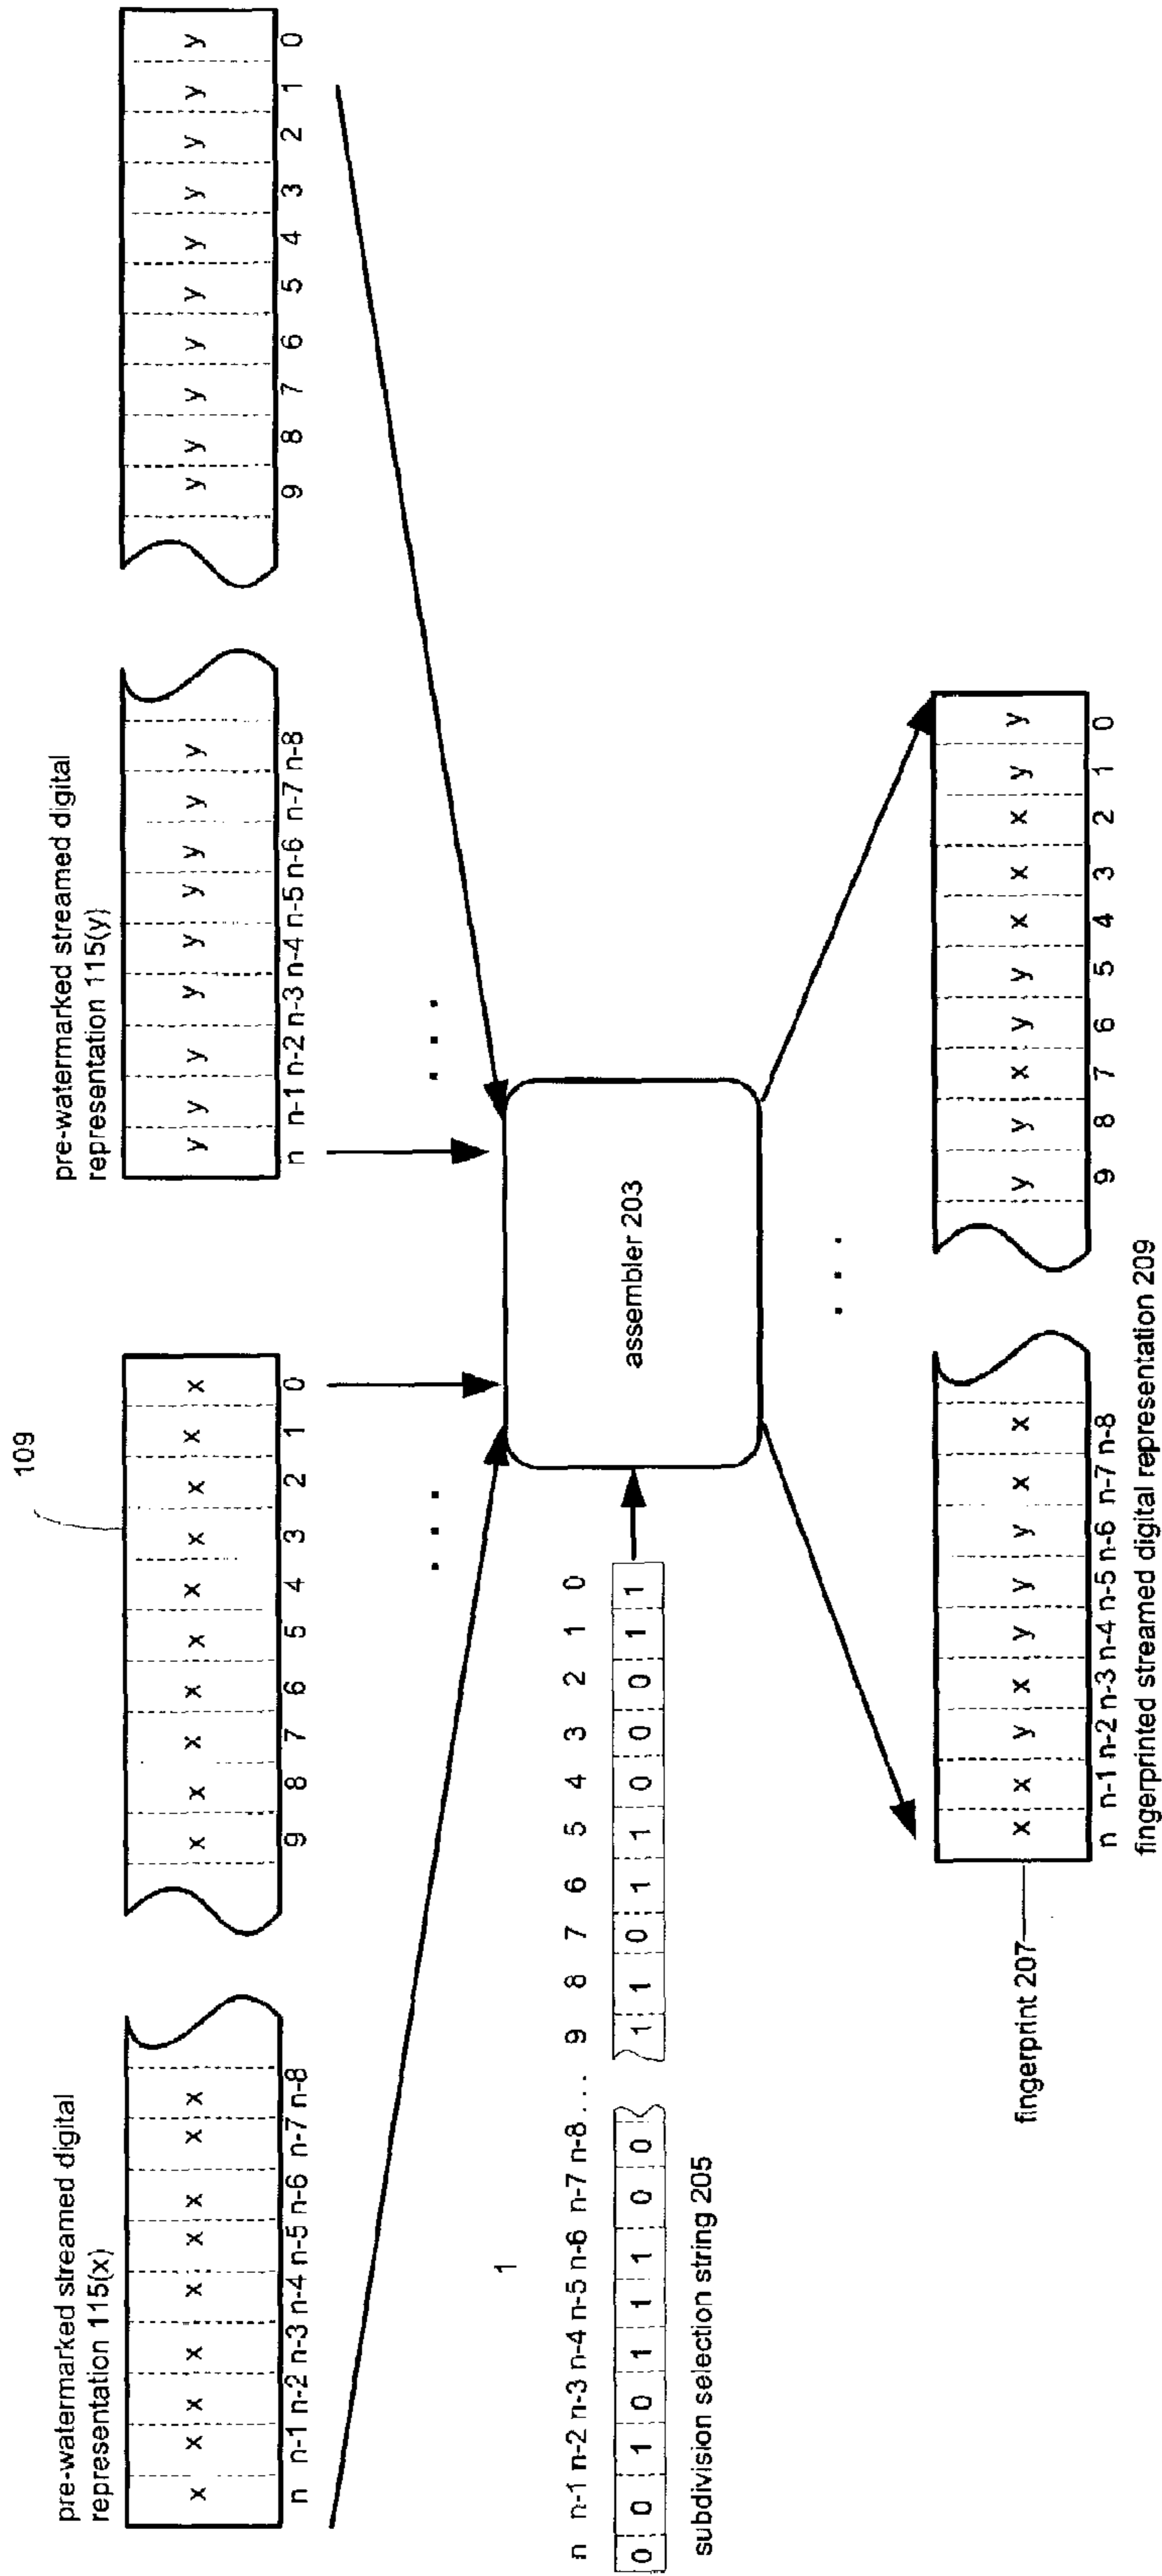 109
pre-watermarked streamed digital
representation 115(x)
x x x x x x x x x
n n-1 n-2 n-3 n-4 n-5 n-6 n-7 n-8
x x x x x x x x x x
9 8 7 6 5 4 3 2 1 0
pre-watermarked streamed digital
representation 115(y)
y y y y y y y y y
n n-1 n-2 n-3 n-4 n-5 n-6 n-7 n-8
y y y y y y y y y y
9 8 7 6 5 4 3 2 1 0
. . .
. . .
1
n n-1 n-2 n-3 n-4 n-5 n-6 n-7 n-8 . . . 9 8 7 6 5 4 3 2 1 0
0 0 1 0 1 1 1 0 0 1 1 0 1 1 0 0 0 1 1
subdivision selection string 205
assembler 203
. . .
fingerprint 207
x x y x y y y x x
n n-1 n-2 n-3 n-4 n-5 n-6 n-7 n-8
y y x y y x x x y y
9 8 7 6 5 4 3 2 1 0
fingerprinted streamed digital representation 209